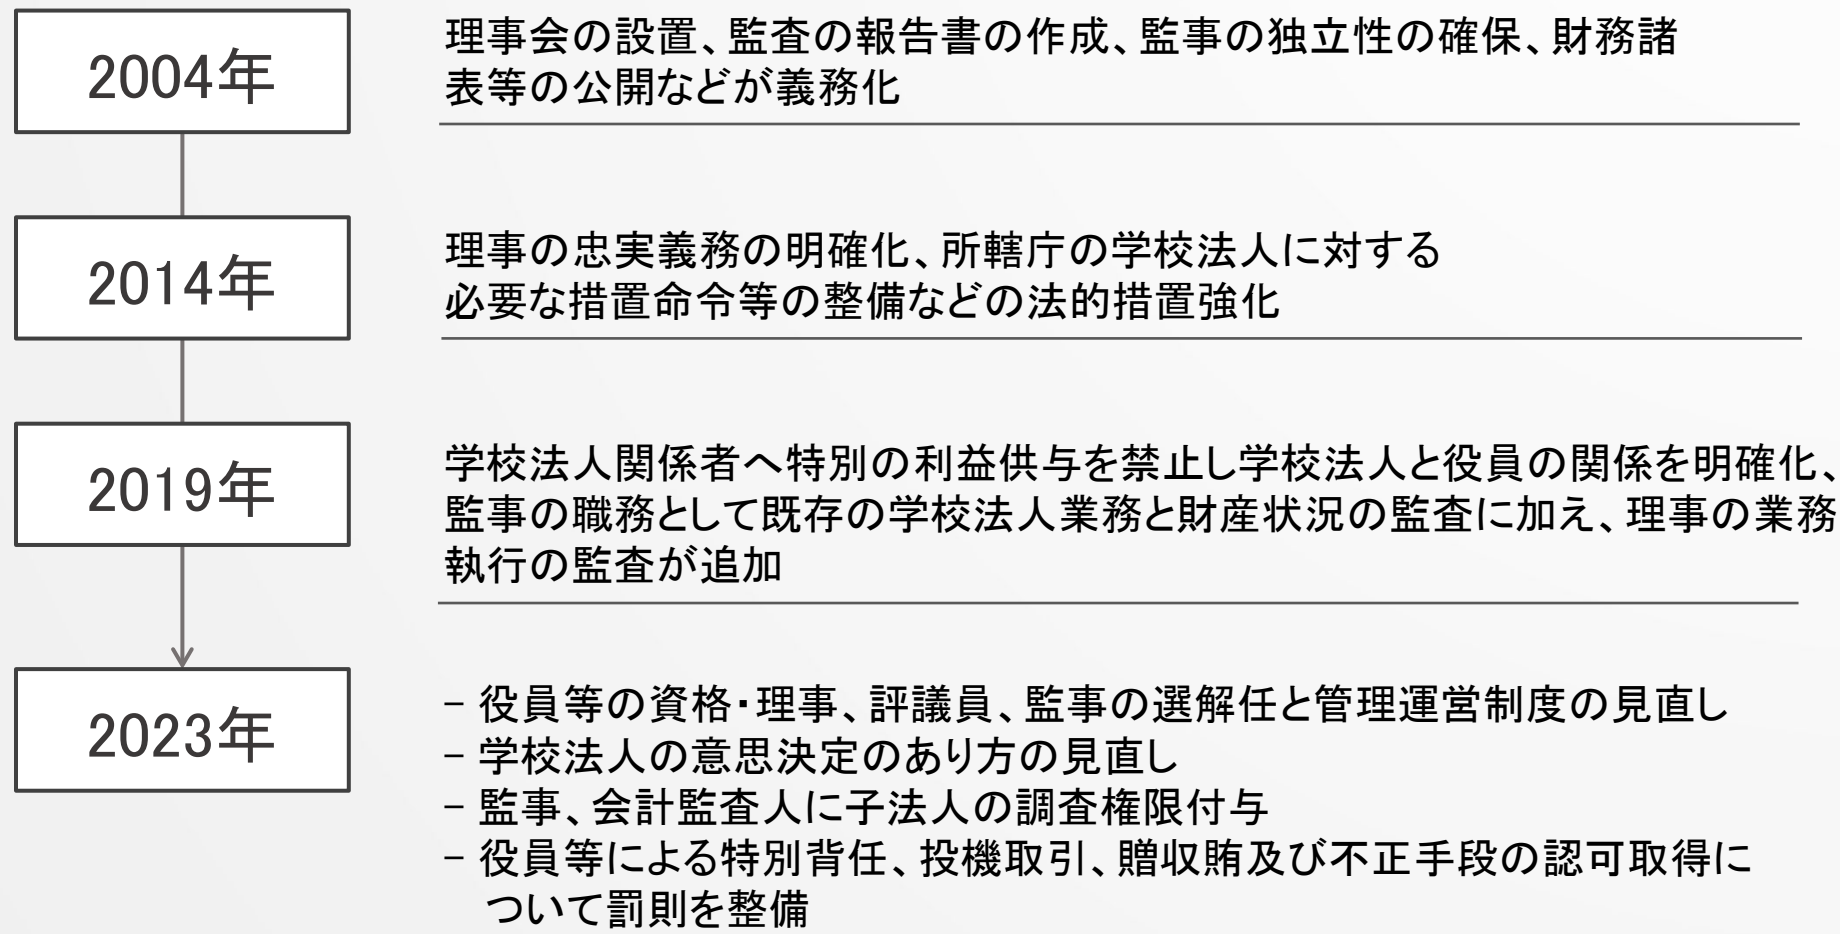 2004年
理事会の設置、監査の報告書の作成、監事の独立性の確保、財務諸
表等の公開などが義務化
2014年
理事の忠実義務の明確化、所轄庁の学校法人に対する
必要な措置命令等の整備などの法的措置強化
2019年
学校法人関係者へ特別の利益供与を禁止し学校法人と役員の関係を明確化、
監事の職務として既存の学校法人業務と財産状況の監査に加え、理事の業務
執行の監査が追加
2023年
- 役員等の資格・理事、評議員、監事の選解任と管理運営制度の見直し
- 学校法人の意思決定のあり方の見直し
- 監事、会計監査人に子法人の調査権限付与
- 役員等による特別背任、投機取引、贈収賄及び不正手段の認可取得に
ついて罰則を整備